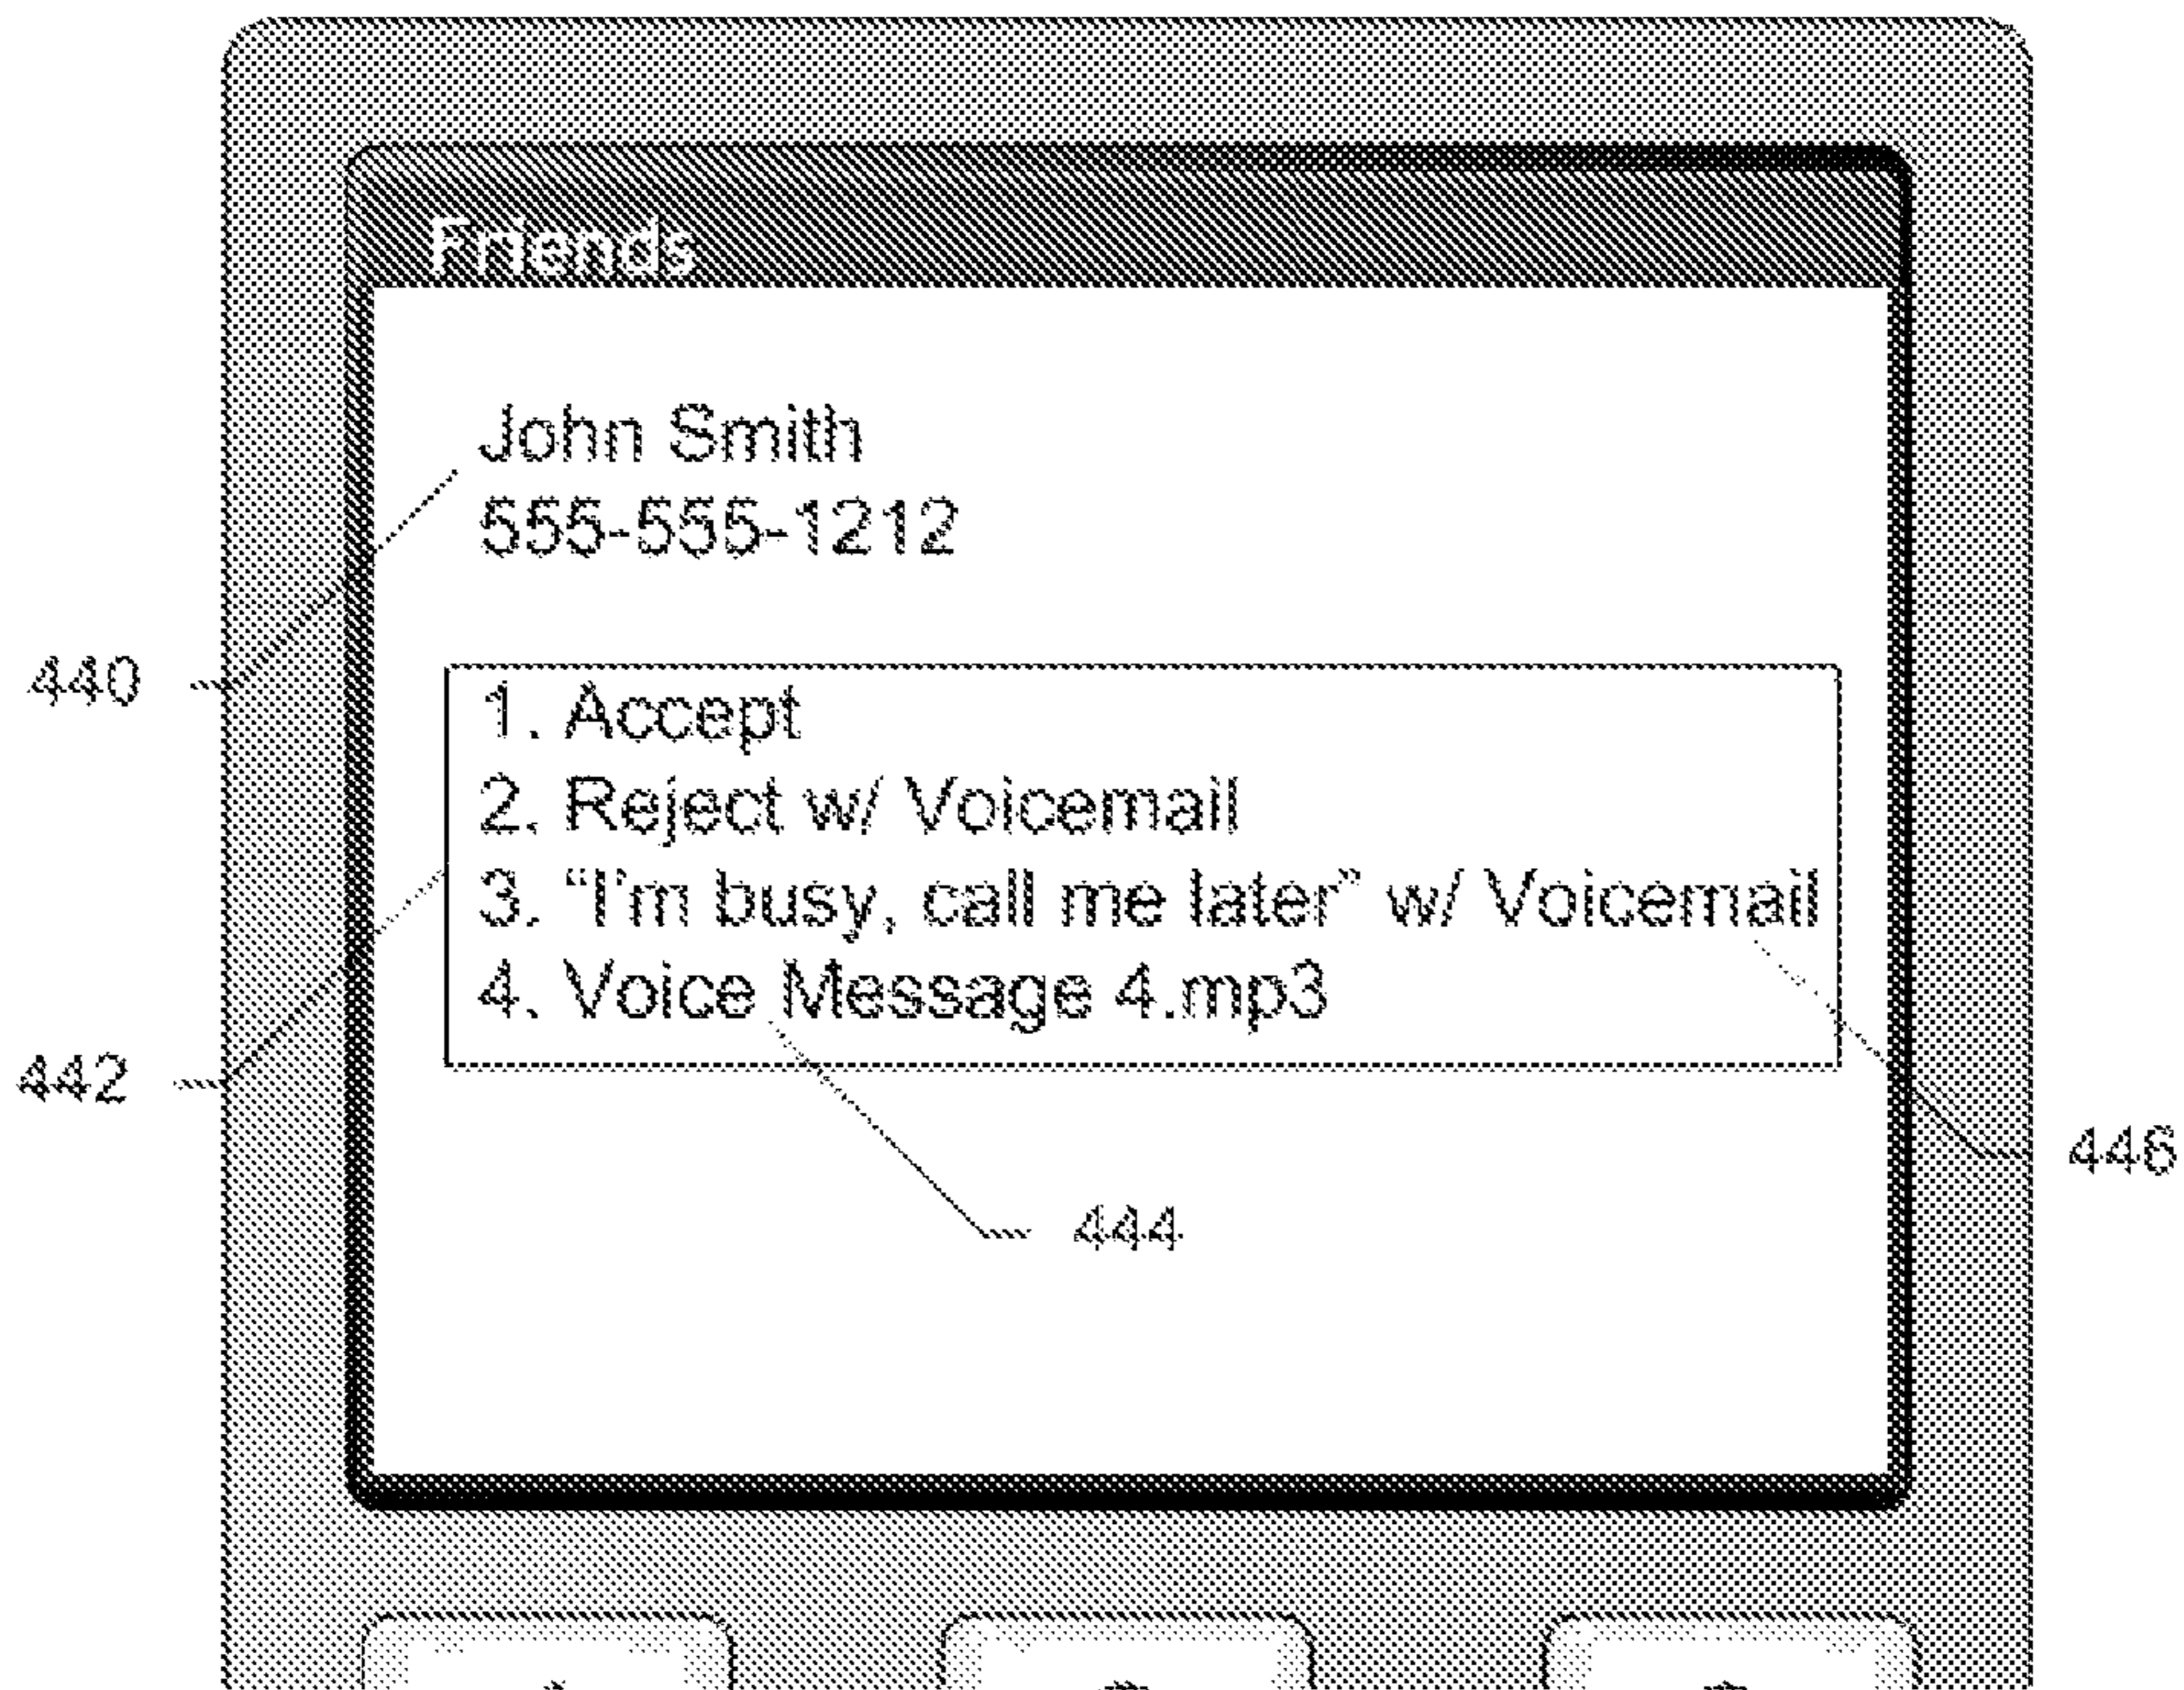 Friends
John Smith
555-555-1212
440
1. Accept
2. Reject w/ Voicemail
3. “I’m busy, call me later” w/ Voicemail
4. Voice Message 4.mp3
442
446
444